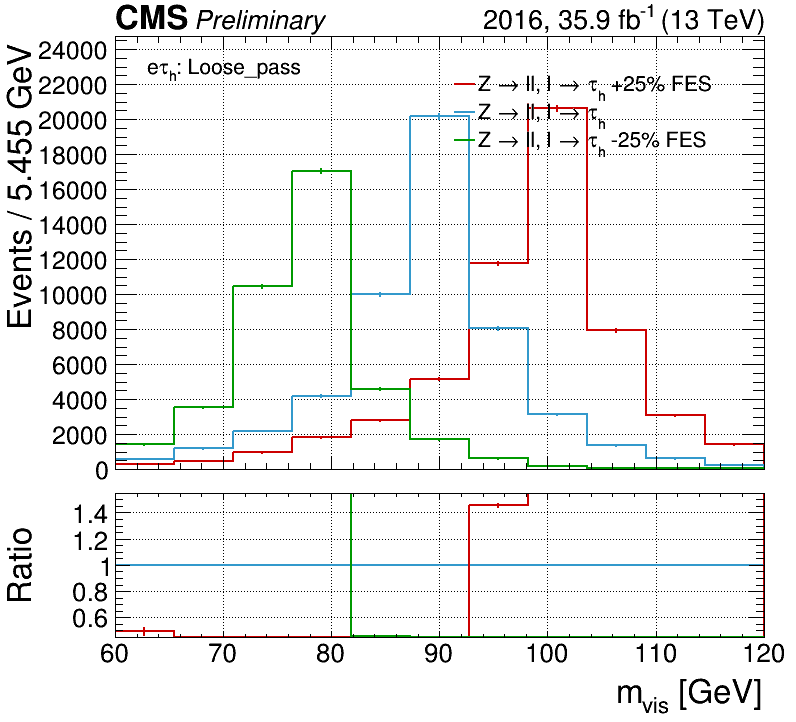 CMS Preliminary 2016, 35.9 fb⁻¹ (13 TeV)
eτh: Loose_pass
Z → ll, l → τh +25% FES
Z → ll, l → τh
Z → ll, l → τh -25% FES
Events / 5.455 GeV
24000
22000
20000
18000
16000
14000
12000
10000
8000
6000
4000
2000
0
Ratio
1.4
1.2
1
0.8
0.6
60 70 80 90 100 110 120
mvis [GeV]